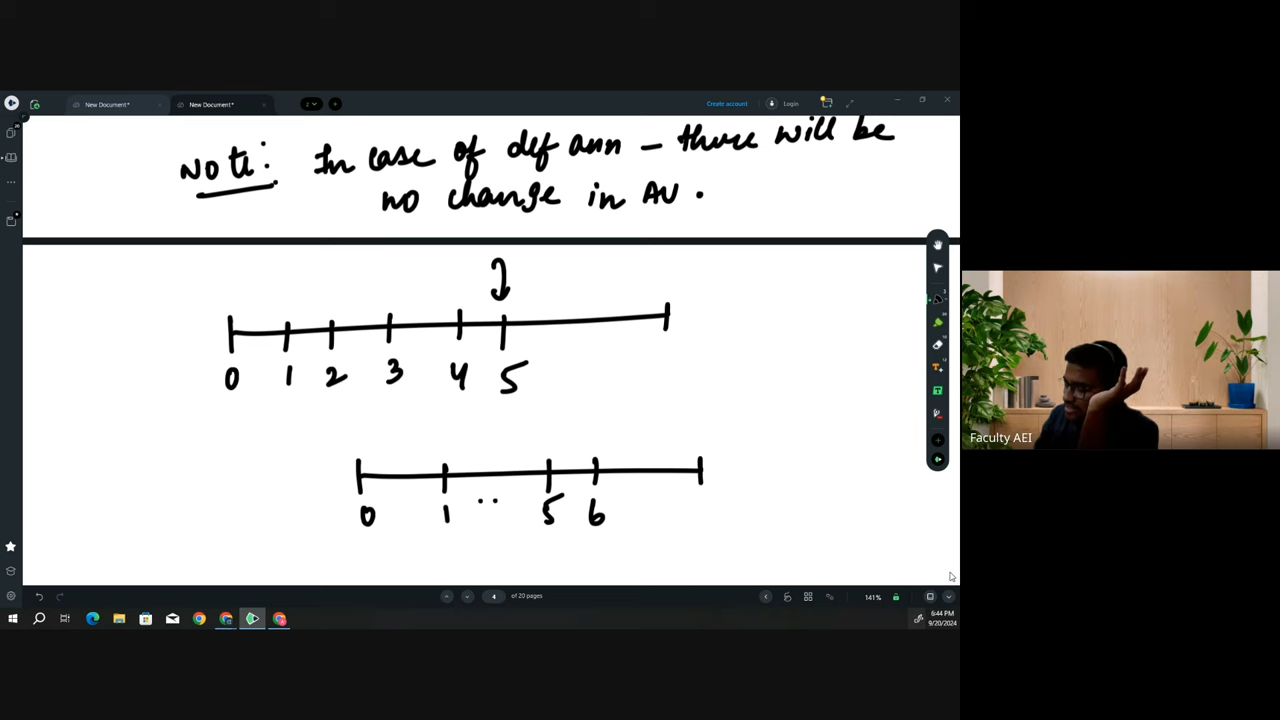 New Document*
New Document*
2
Create account
Login
Note: In case of def ann – there will be
no change in AV.
0 1 2 3 4 5
0 1 .. 5 6
Faculty AEI
4 of 20 pages
141%
6:44 PM
9/20/2024